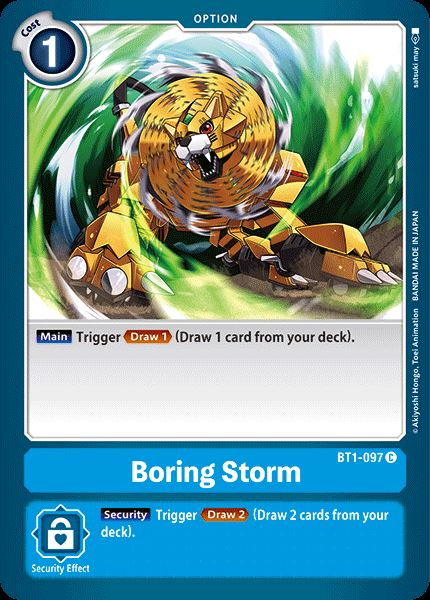 OPTION
Cost
1
satsuki may
Main Trigger Draw 1 (Draw 1 card from your deck).
© Akiyoshi Hongo, Toei Animation BANDAI MADE IN JAPAN
BT1-097 C
Boring Storm
Security Trigger Draw 2 (Draw 2 cards from your
deck).
Security Effect